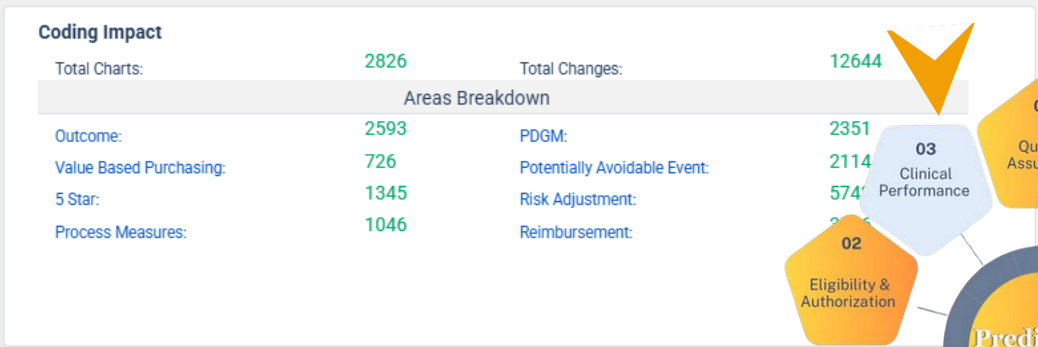 Coding Impact
Total Charts: 2826 Total Changes: 12644
Areas Breakdown
Outcome: 2593 PDGM: 2351
Value Based Purchasing: 726 Potentially Avoidable Event: 2114
5 Star: 1345 Risk Adjustment:
Process Measures: 1046 Reimbursement:
03
Clinical
Performance
02
Eligibility &
Authorization